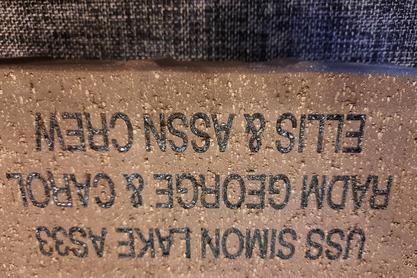 USS SIMON LAKE AS33
RADM GEORGE & CAROL
ELLIS & ASSN CREW